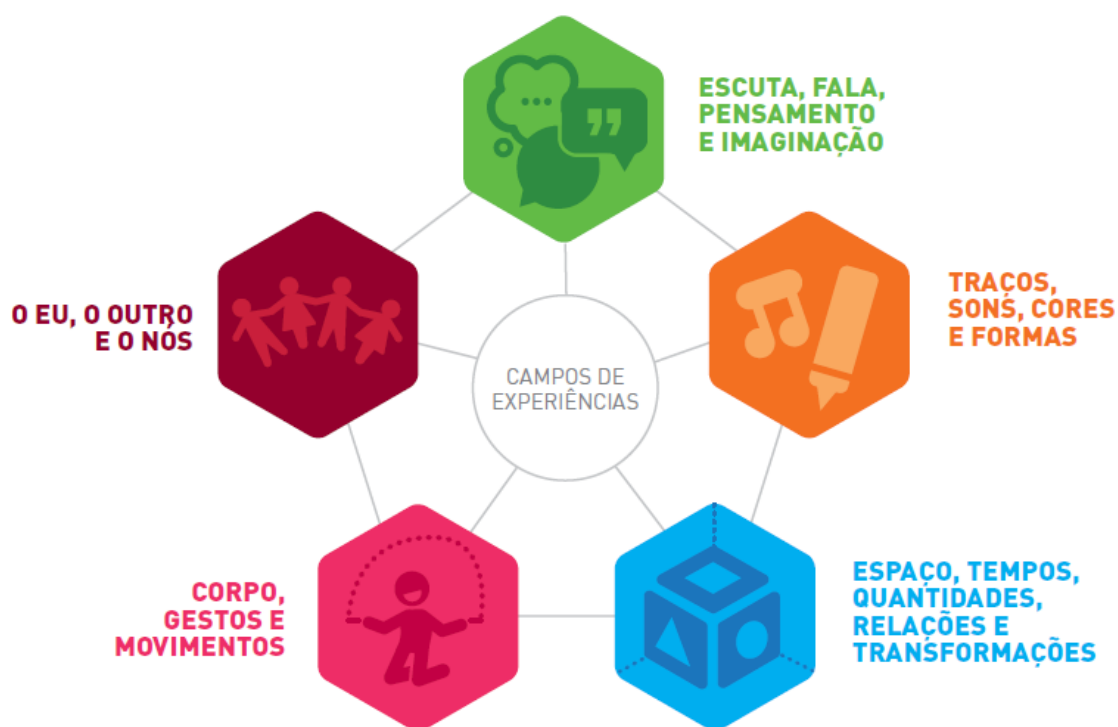 ESCUTA, FALA,
PENSAMENTO
E IMAGINAÇÃO
O EU, O OUTRO
E O NÓS
TRAÇOS,
SONS, CORES
E FORMAS
CAMPOS DE
EXPERIÊNCIAS
CORPO,
GESTOS E
MOVIMENTOS
ESPAÇO, TEMPOS,
QUANTIDADES,
RELAÇÕES E
TRANSFORMAÇÕES